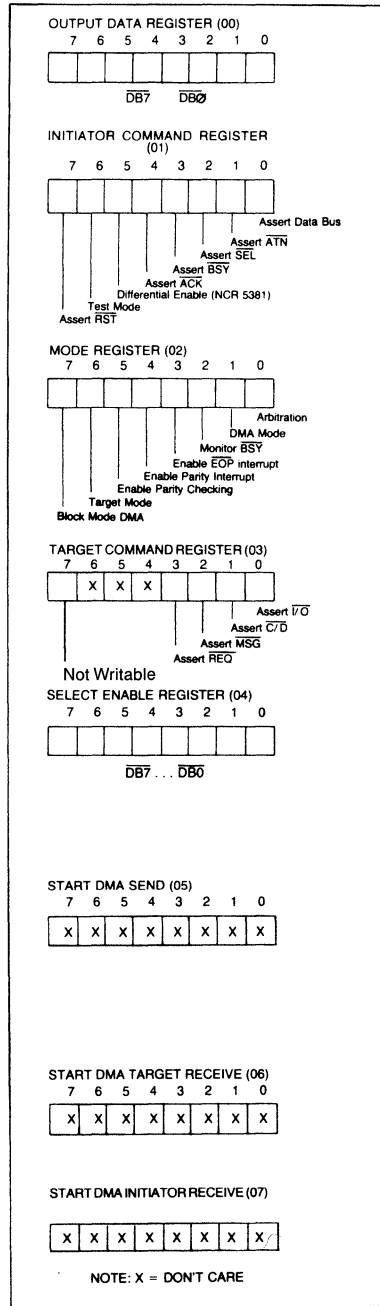 OUTPUT DATA REGISTER (00)
7 6 5 4 3 2 1 0
DB7 DBØ
INITIATOR COMMAND REGISTER
(01)
7 6 5 4 3 2 1 0
Assert Data Bus
Assert ATN
Assert SEL
Assert BSY
Assert ACK
Differential Enable (NCR 5381)
Test Mode
Assert RST
MODE REGISTER (02)
7 6 5 4 3 2 1 0
Arbitration
DMA Mode
Monitor BSY
Enable EOP interrupt
Enable Parity Interrupt
Enable Parity Checking
Target Mode
Block Mode DMA
TARGET COMMAND REGISTER (03)
7 6 5 4 3 2 1 0
X X X
Assert I/O
Assert C/D
Assert MSG
Assert REQ
Not Writable
SELECT ENABLE REGISTER (04)
7 6 5 4 3 2 1 0
DB7 . . . DB0
START DMA SEND (05)
7 6 5 4 3 2 1 0
X X X X X X X X
START DMA TARGET RECEIVE (06)
7 6 5 4 3 2 1 0
X X X X X X X X
START DMA INITIATOR RECEIVE (07)
X X X X X X X X
NOTE: X = DON'T CARE